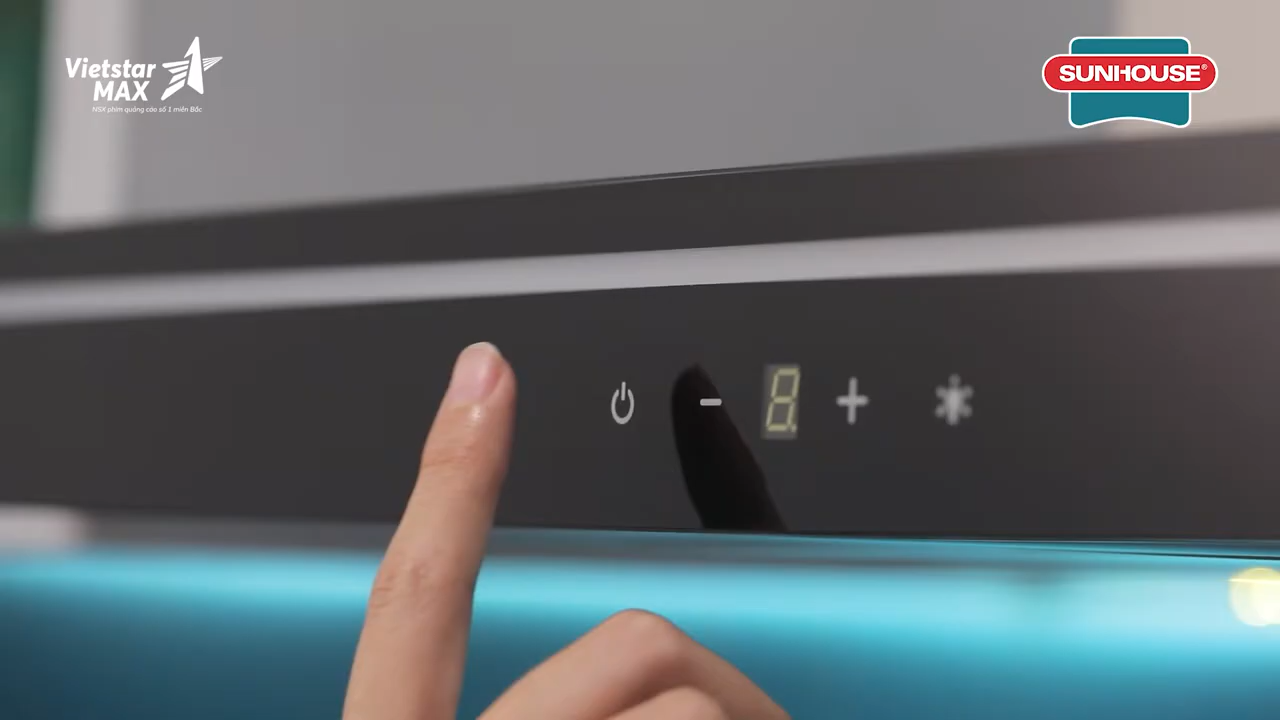 Vietstar
MAX
NSX phim quảng cáo số 1 miền Bắc
SUNHOUSE®
8.